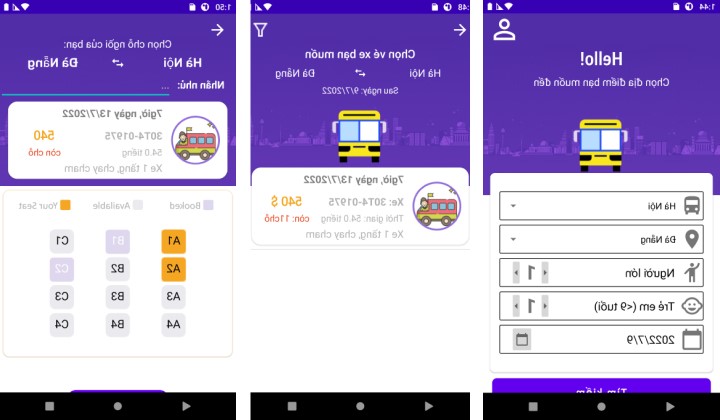 1:44
Hello!
Chọn địa điểm bạn muốn đến
Hà Nội
Đà Nẵng
Người lớn 1
Trẻ em (<9 tuổi) 1
2022/7/9
Tìm kiếm
:48
Chọn vé xe bạn muốn
Hà Nội Đà Nẵng
Sau ngày: 9/7/2022
7giờ, ngày 13/7/2022
Xe: 30T4-01975 540 $
Thời gian: 54.0 tiếng còn: 11chỗ
Xe 1 tầng, chay chay
cham
1:50
Chọn chỗ ngồi của bạn:
Hà Nội Đà Nẵng
Nhắn nhủ: ...
7giờ, ngày 13/7/2022
30T4-01975 540
54.0 tiếng còn chỗ
Xe 1 tầng, chay cham
Booked Available Your Seat
A1 B1 C1
A2 B2 C2
A3 B3 C3
A4 B4 C4